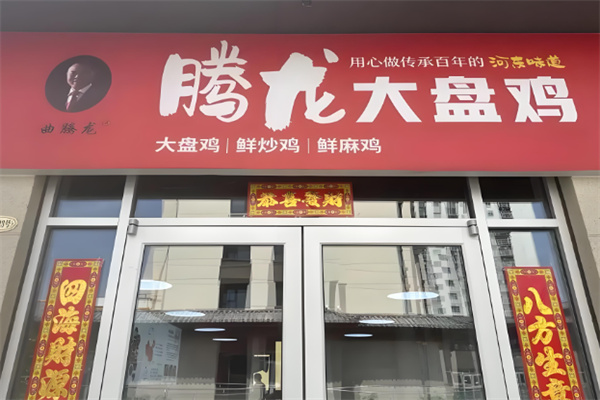 用心做传承百年的河东味道
腾龙大盘鸡
曲腾龙
大盘鸡|鲜炒鸡|鲜麻鸡
恭喜發财
四海財源
八方生意